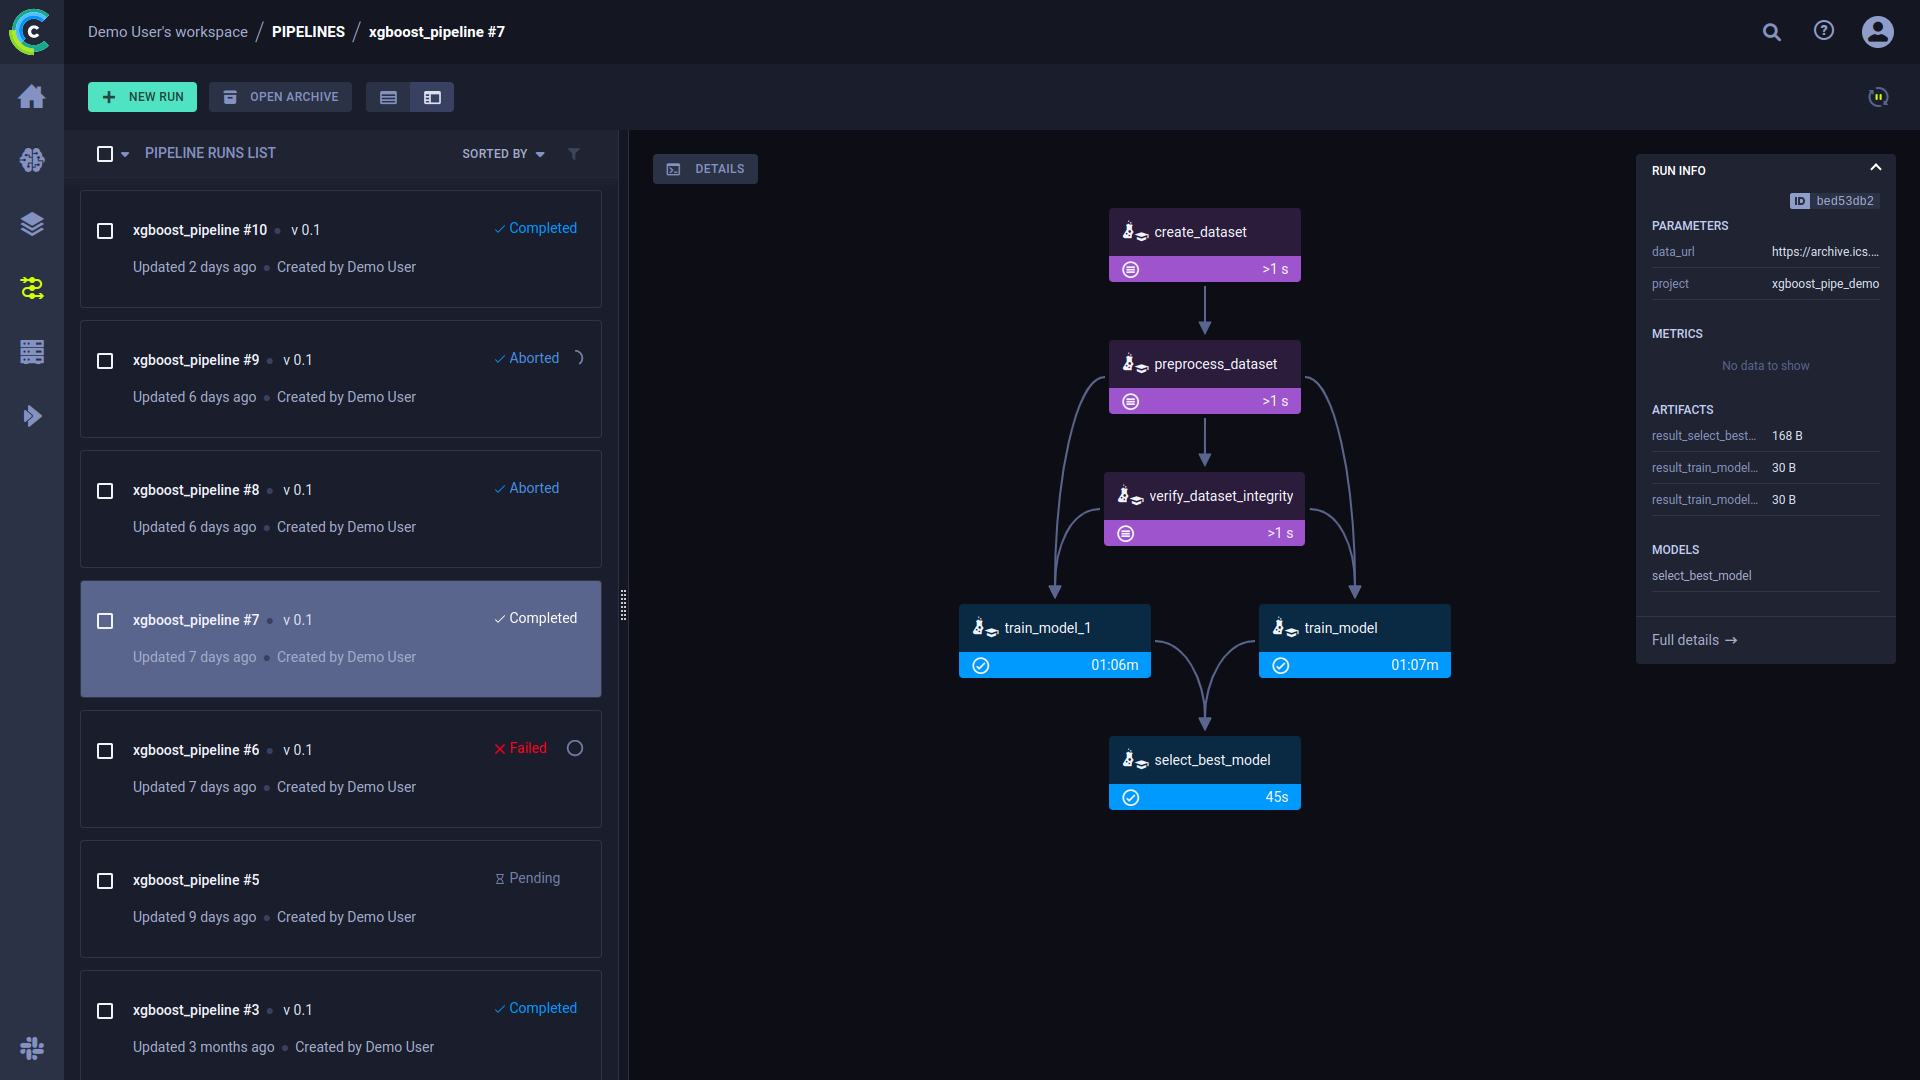 Demo User's workspace / PIPELINES / xgboost_pipeline #7
NEW RUN
OPEN ARCHIVE
PIPELINE RUNS LIST
SORTED BY
xgboost_pipeline #10 • v 0.1
Completed
Updated 2 days ago • Created by Demo User
xgboost_pipeline #9 • v 0.1
Aborted
Updated 6 days ago • Created by Demo User
xgboost_pipeline #8 • v 0.1
Aborted
Updated 6 days ago • Created by Demo User
xgboost_pipeline #7 • v 0.1
Completed
Updated 7 days ago • Created by Demo User
xgboost_pipeline #6 • v 0.1
Failed
Updated 7 days ago • Created by Demo User
xgboost_pipeline #5
Pending
Updated 9 days ago • Created by Demo User
xgboost_pipeline #3 • v 0.1
Completed
Updated 3 months ago • Created by Demo User
DETAILS
create_dataset
>1 s
preprocess_dataset
>1 s
verify_dataset_integrity
>1 s
train_model_1
01:06m
train_model
01:07m
select_best_model
45s
RUN INFO
ID bed53db2
PARAMETERS
data_url https://archive.ics....
project xgboost_pipe_demo
METRICS
No data to show
ARTIFACTS
result_select_best... 168 B
result_train_model... 30 B
result_train_model... 30 B
MODELS
select_best_model
Full details →